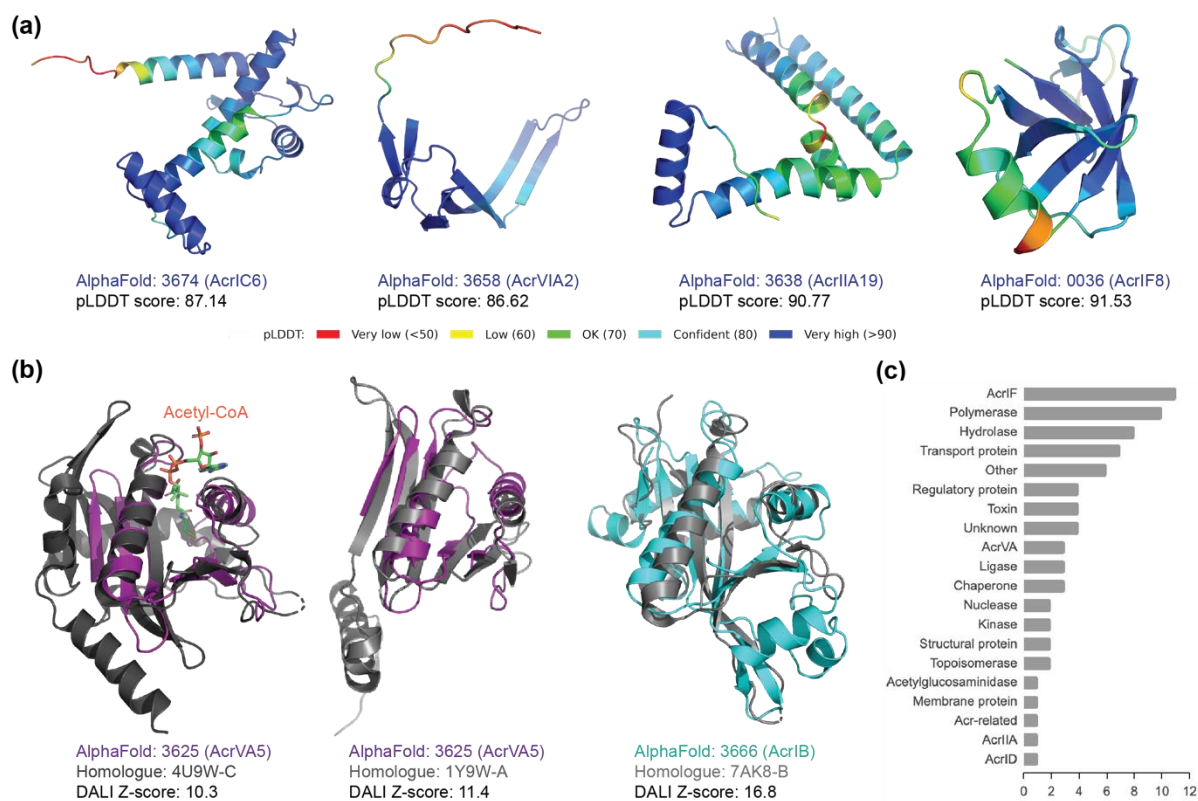 (a)
AlphaFold: 3674 (AcrIC6)
pLDDT score: 87.14
AlphaFold: 3658 (AcrVIA2)
pLDDT score: 86.62
AlphaFold: 3638 (AcrIIA19)
pLDDT score: 90.77
AlphaFold: 0036 (AcrIF8)
pLDDT score: 91.53
pLDDT: Very low (<50) Low (60) OK (70) Confident (80) Very high (>90)
(b)
Acetyl-CoA
AlphaFold: 3625 (AcrVA5)
Homologue: 4U9W-C
DALI Z-score: 10.3
AlphaFold: 3625 (AcrVA5)
Homologue: 1Y9W-A
DALI Z-score: 11.4
AlphaFold: 3666 (AcrIB)
Homologue: 7AK8-B
DALI Z-score: 16.8
(c)
AcrIF
Polymerase
Hydrolase
Transport protein
Other
Regulatory protein
Toxin
Unknown
AcrVA
Ligase
Chaperone
Nuclease
Kinase
Structural protein
Topoisomerase
Acetylglucosaminidase
Membrane protein
Acr-related
AcrIIA
AcrID
0 2 4 6 8 10 12